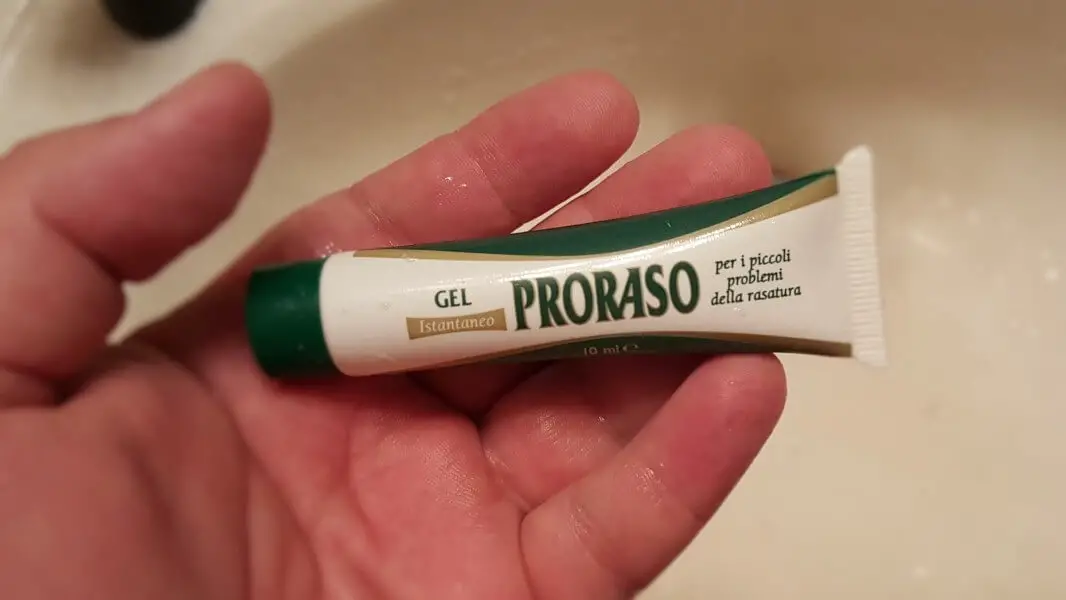 GEL
Istantaneo
PRORASO
per i piccoli
problemi
della rasatura
10 ml ℮